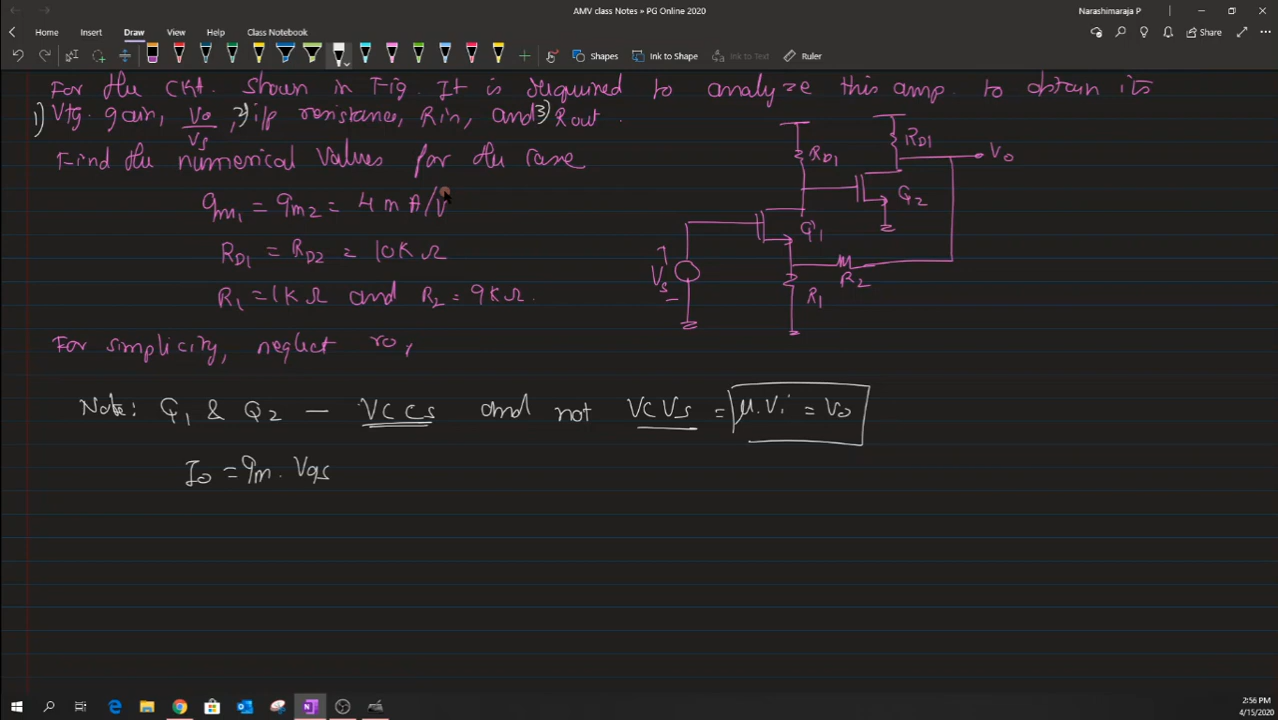 AMV class Notes » PG Online 2020
Narashimaraja P
Home Insert Draw View Help Class Notebook
Share
Shapes Ink to Shape Ink to Text Ink to Math Ruler
For the CKt. shown in Fig. It is required to analyze this amp. to obtain its
1) Vtg. gain, Vo/Vs, 2) i/p resistance, Rin, and 3) Rout.
Find the numerical values for the case
gm1 = gm2 = 4 mA/V
RD1 = RD2 = 10K Ω
R1 = 1K Ω and R2 = 9K Ω.
For simplicity, neglect ro,
RD1
RD1
Vo
Q2
Q1
Vs
R2
R1
Note: Q1 & Q2 – VCCS and not VCVS = μ.Vi = Vo
Io = gm. Vgs
2:56 PM
4/15/2020